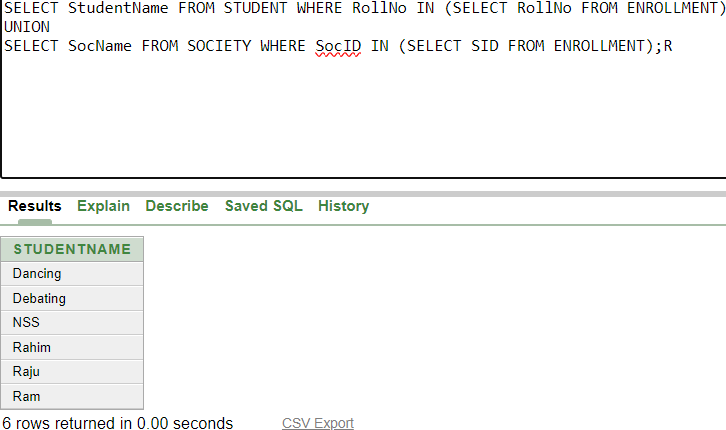 SELECT StudentName FROM STUDENT WHERE RollNo IN (SELECT RollNo FROM ENROLLMENT)
UNION
SELECT SocName FROM SOCIETY WHERE SocID IN (SELECT SID FROM ENROLLMENT);R
Results Explain Describe Saved SQL History
STUDENTNAME
Dancing
Debating
NSS
Rahim
Raju
Ram
6 rows returned in 0.00 seconds CSV Export